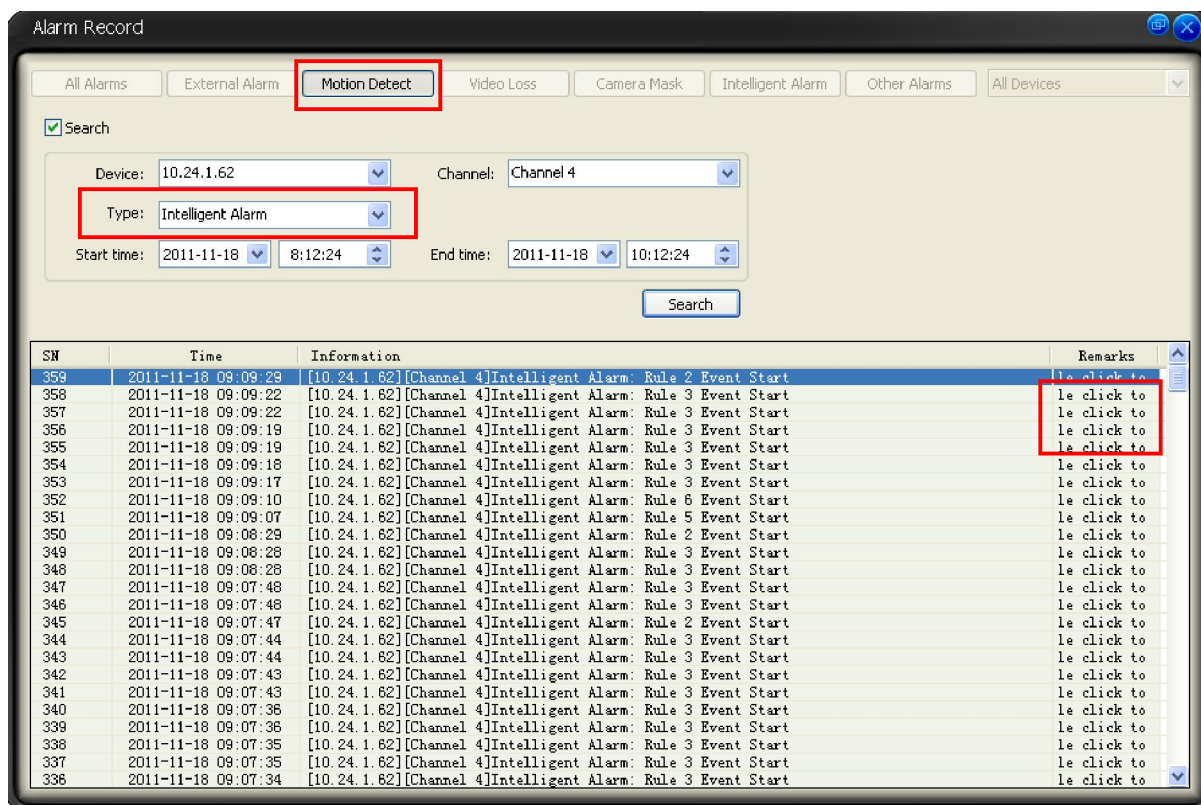 Alarm Record
All Alarms External Alarm Motion Detect Video Loss Camera Mask Intelligent Alarm Other Alarms All Devices
Search
Device: 10.24.1.62 Channel: Channel 4
Type: Intelligent Alarm
Start time: 2011-11-18 8:12:24 End time: 2011-11-18 10:12:24
Search
SN Time Information Remarks
359 2011-11-18 09:09:29 [10.24.1.62][Channel 4]Intelligent Alarm: Rule 2 Event Start le click to
358 2011-11-18 09:09:22 [10.24.1.62][Channel 4]Intelligent Alarm: Rule 3 Event Start le click to
357 2011-11-18 09:09:22 [10.24.1.62][Channel 4]Intelligent Alarm: Rule 3 Event Start le click to
356 2011-11-18 09:09:19 [10.24.1.62][Channel 4]Intelligent Alarm: Rule 3 Event Start le click to
355 2011-11-18 09:09:19 [10.24.1.62][Channel 4]Intelligent Alarm: Rule 3 Event Start le click to
354 2011-11-18 09:09:18 [10.24.1.62][Channel 4]Intelligent Alarm: Rule 3 Event Start le click to
353 2011-11-18 09:09:17 [10.24.1.62][Channel 4]Intelligent Alarm: Rule 3 Event Start le click to
352 2011-11-18 09:09:10 [10.24.1.62][Channel 4]Intelligent Alarm: Rule 6 Event Start le click to
351 2011-11-18 09:09:07 [10.24.1.62][Channel 4]Intelligent Alarm: Rule 5 Event Start le click to
350 2011-11-18 09:08:29 [10.24.1.62][Channel 4]Intelligent Alarm: Rule 2 Event Start le click to
349 2011-11-18 09:08:28 [10.24.1.62][Channel 4]Intelligent Alarm: Rule 3 Event Start le click to
348 2011-11-18 09:08:28 [10.24.1.62][Channel 4]Intelligent Alarm: Rule 3 Event Start le click to
347 2011-11-18 09:07:48 [10.24.1.62][Channel 4]Intelligent Alarm: Rule 3 Event Start le click to
346 2011-11-18 09:07:48 [10.24.1.62][Channel 4]Intelligent Alarm: Rule 3 Event Start le click to
345 2011-11-18 09:07:47 [10.24.1.62][Channel 4]Intelligent Alarm: Rule 2 Event Start le click to
344 2011-11-18 09:07:44 [10.24.1.62][Channel 4]Intelligent Alarm: Rule 3 Event Start le click to
343 2011-11-18 09:07:44 [10.24.1.62][Channel 4]Intelligent Alarm: Rule 3 Event Start le click to
342 2011-11-18 09:07:43 [10.24.1.62][Channel 4]Intelligent Alarm: Rule 3 Event Start le click to
341 2011-11-18 09:07:43 [10.24.1.62][Channel 4]Intelligent Alarm: Rule 3 Event Start le click to
340 2011-11-18 09:07:36 [10.24.1.62][Channel 4]Intelligent Alarm: Rule 3 Event Start le click to
339 2011-11-18 09:07:36 [10.24.1.62][Channel 4]Intelligent Alarm: Rule 3 Event Start le click to
338 2011-11-18 09:07:35 [10.24.1.62][Channel 4]Intelligent Alarm: Rule 3 Event Start le click to
337 2011-11-18 09:07:35 [10.24.1.62][Channel 4]Intelligent Alarm: Rule 3 Event Start le click to
336 2011-11-18 09:07:34 [10.24.1.62][Channel 4]Intelligent Alarm: Rule 3 Event Start le click to